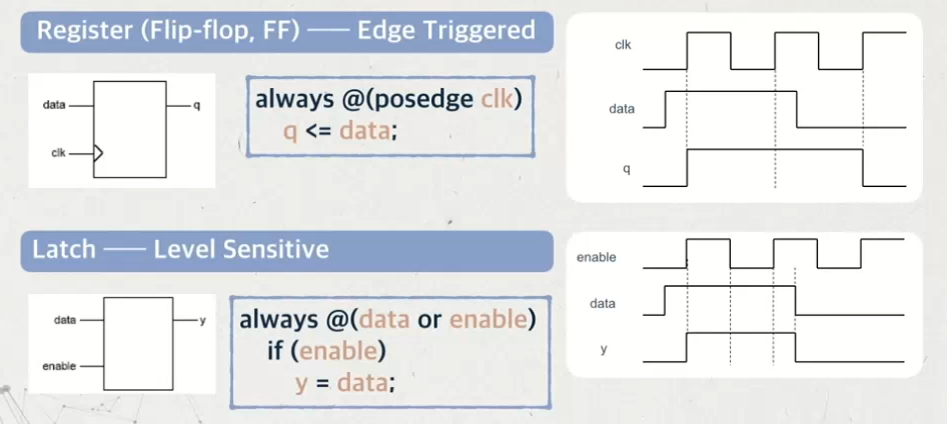 Register (Flip-flop, FF) —— Edge Triggered
data
q
clk
always @(posedge clk)
q <= data;
clk
data
q
Latch —— Level Sensitive
data
y
enable
always @(data or enable)
if (enable)
y = data;
enable
data
y